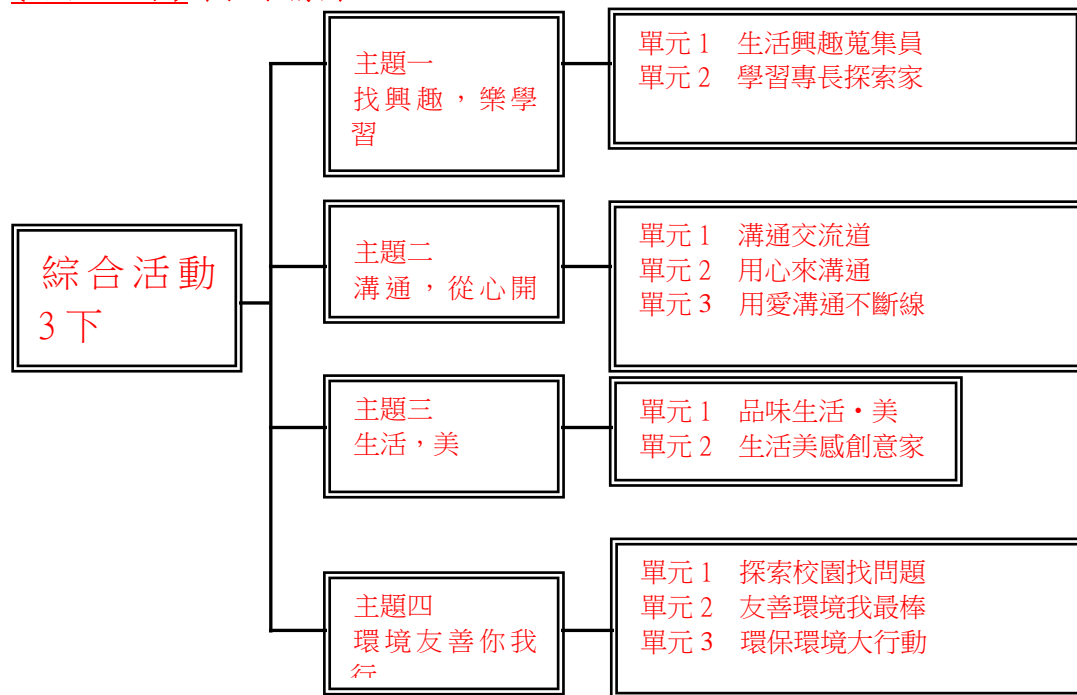 主題一
找興趣，樂學
習
單元1 生活興趣蒐集員
單元2 學習專長探索家
綜合活動
3下
主題二
溝通，從心開
單元1 溝通交流道
單元2 用心來溝通
單元3 用愛溝通不斷線
主題三
生活，美
單元1 品味生活・美
單元2 生活美感創意家
主題四
環境友善你我
行
單元1 探索校園找問題
單元2 友善環境我最棒
單元3 環保環境大行動